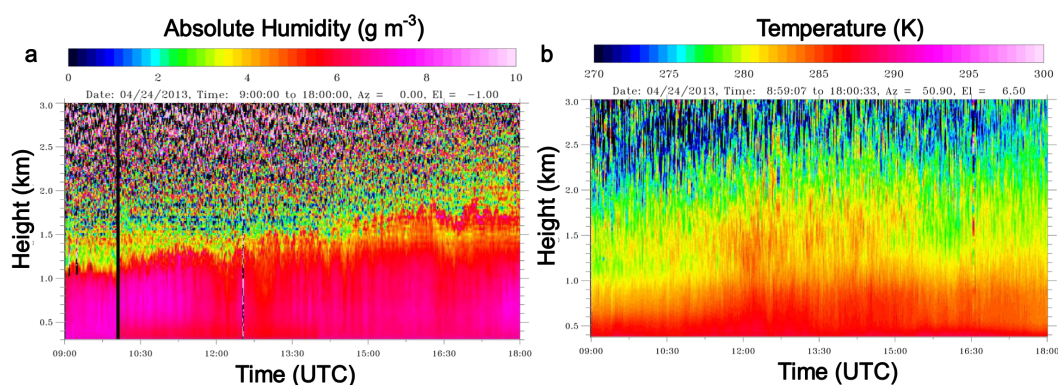 Absolute Humidity (g m-3)
a
0 2 4 6 8 10
Date: 04/24/2013, Time: 9:00:00 to 18:00:00, Az = 0.00, El = -1.00
3.0
2.5
2.0
1.5
1.0
0.5
Height (km)
09:00 10:30 12:00 13:30 15:00 16:30 18:00
Time (UTC)
Temperature (K)
b
270 275 280 285 290 295 300
Date: 04/24/2013, Time: 8:59:07 to 18:00:33, Az = 50.90, El = 6.50
3.0
2.5
2.0
1.5
1.0
0.5
Height (km)
09:00 10:30 12:00 13:30 15:00 16:30 18:00
Time (UTC)